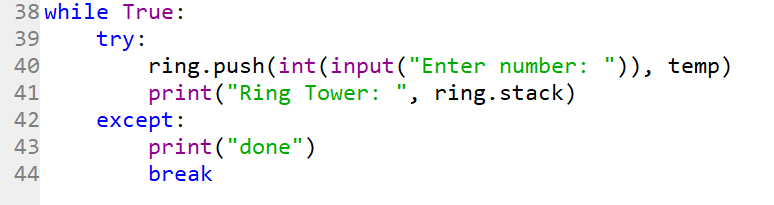 38 while True:
39     try:
40         ring.push(int(input("Enter number: ")), temp)
41         print("Ring Tower: ", ring.stack)
42     except:
43         print("done")
44         break